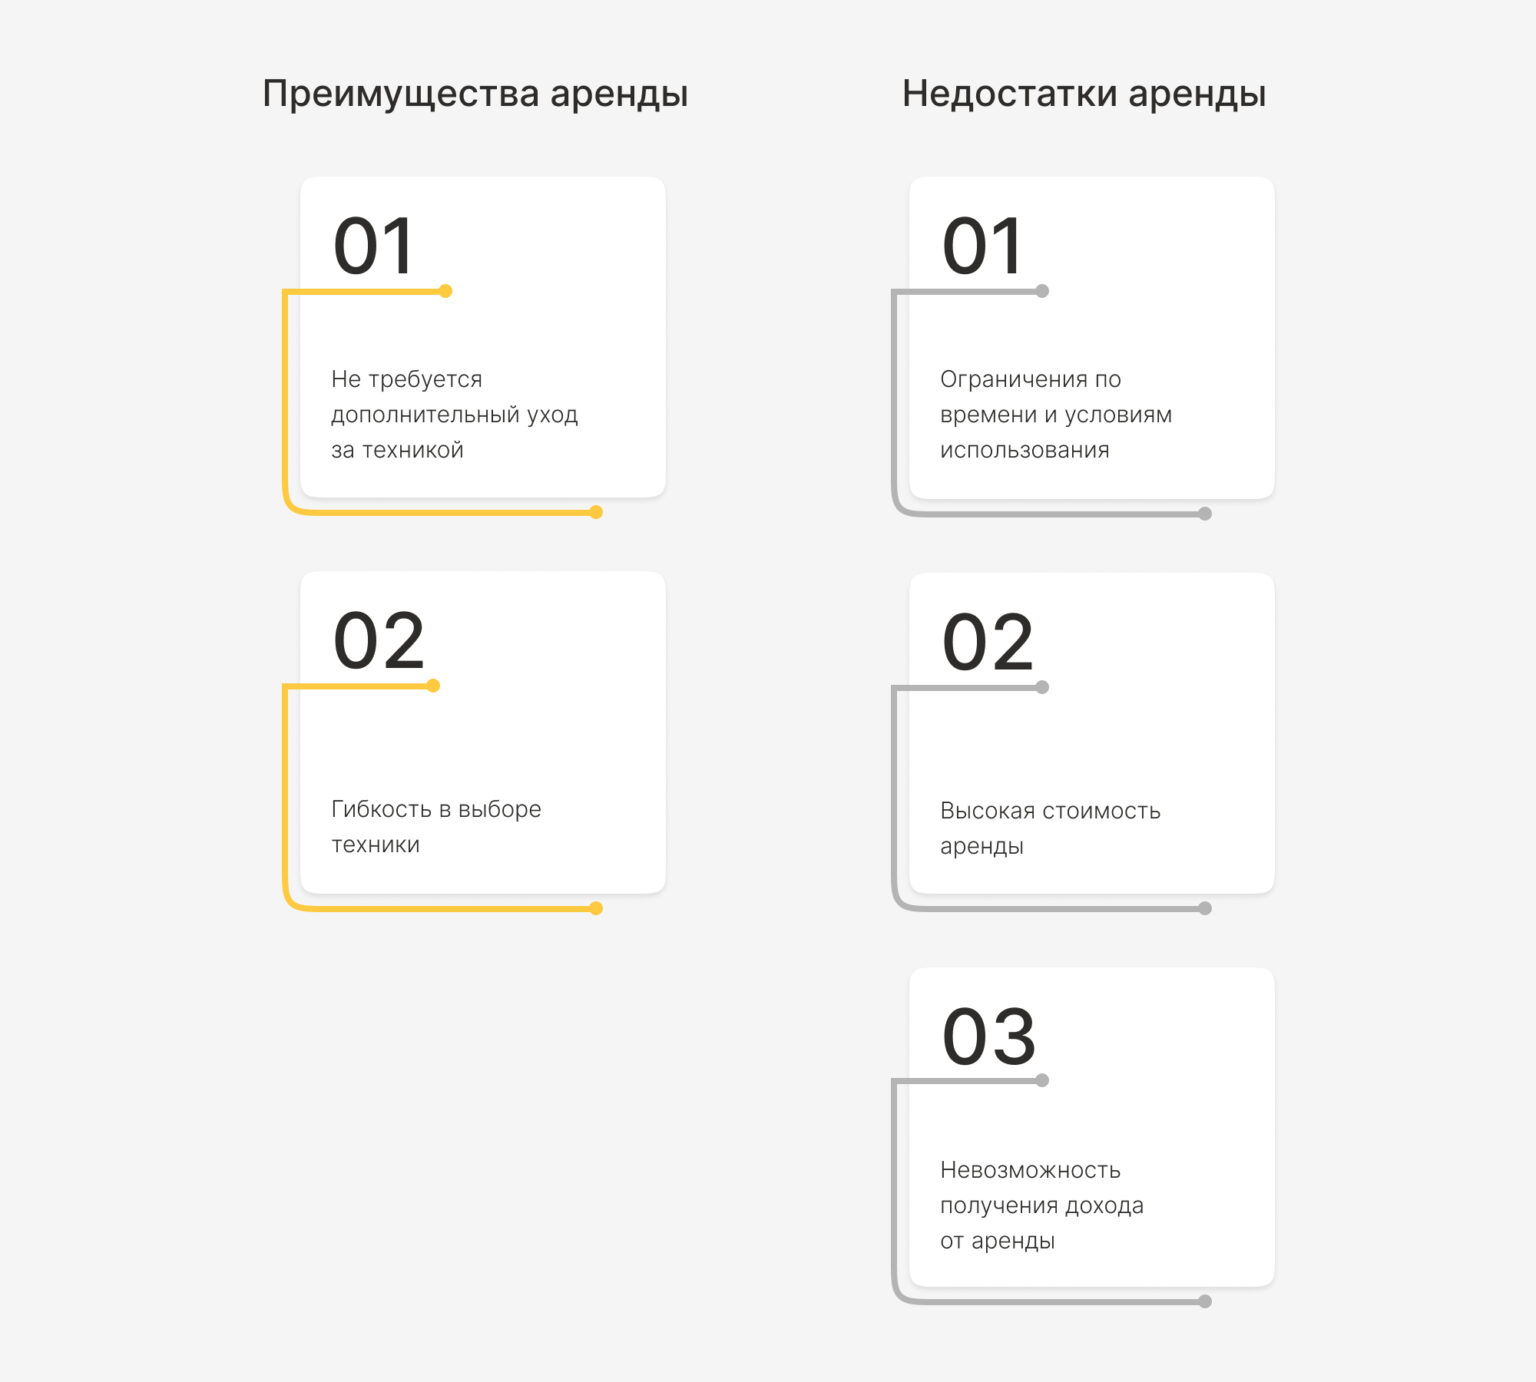 Преимущества аренды
01
Не требуется
дополнительный уход
за техникой
02
Гибкость в выборе
техники
Недостатки аренды
01
Ограничения по
времени и условиям
использования
02
Высокая стоимость
аренды
03
Невозможность
получения дохода
от аренды